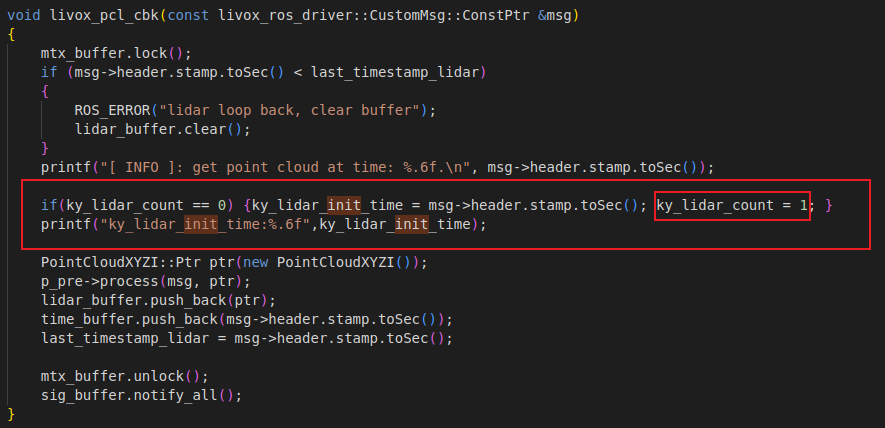 void livox_pcl_cbk(const livox_ros_driver::CustomMsg::ConstPtr &msg)
{
    mtx_buffer.lock();
    if (msg->header.stamp.toSec() < last_timestamp_lidar)
    {
        ROS_ERROR("lidar loop back, clear buffer");
        lidar_buffer.clear();
    }
    printf("[ INFO ]: get point cloud at time: %.6f.\n", msg->header.stamp.toSec());
    if(ky_lidar_count == 0) {ky_lidar_init_time = msg->header.stamp.toSec(); ky_lidar_count = 1; }
    printf("ky_lidar_init_time:%.6f",ky_lidar_init_time);
    PointCloudXYZI::Ptr ptr(new PointCloudXYZI());
    p_pre->process(msg, ptr);
    lidar_buffer.push_back(ptr);
    time_buffer.push_back(msg->header.stamp.toSec());
    last_timestamp_lidar = msg->header.stamp.toSec();
    mtx_buffer.unlock();
    sig_buffer.notify_all();
}